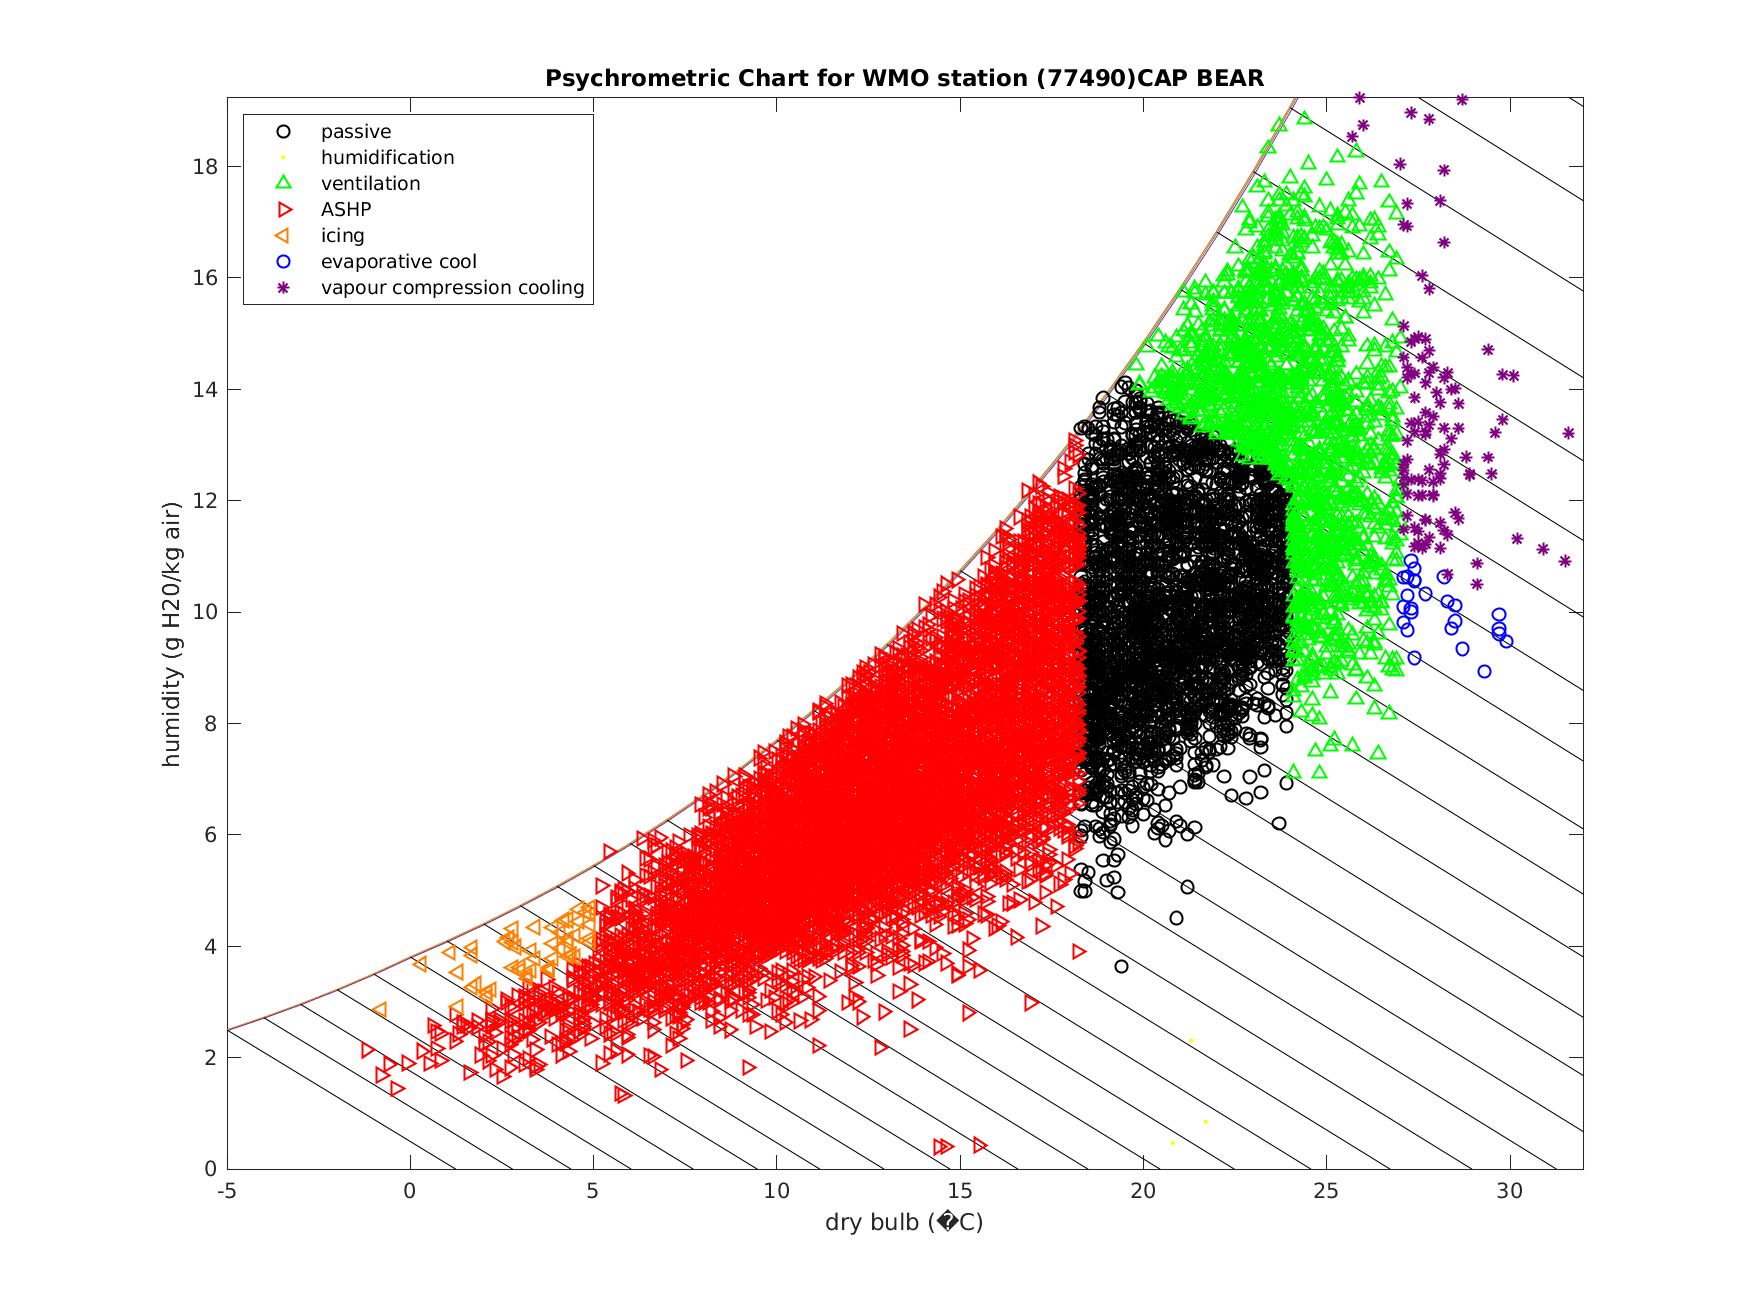 Psychrometric Chart for WMO station (77490)CAP BEAR
passive
humidification
ventilation
ASHP
icing
evaporative cool
vapour compression cooling
humidity (g H20/kg air)
18
16
14
12
10
8
6
4
2
0
-5 0 5 10 15 20 25 30
dry bulb (�C)